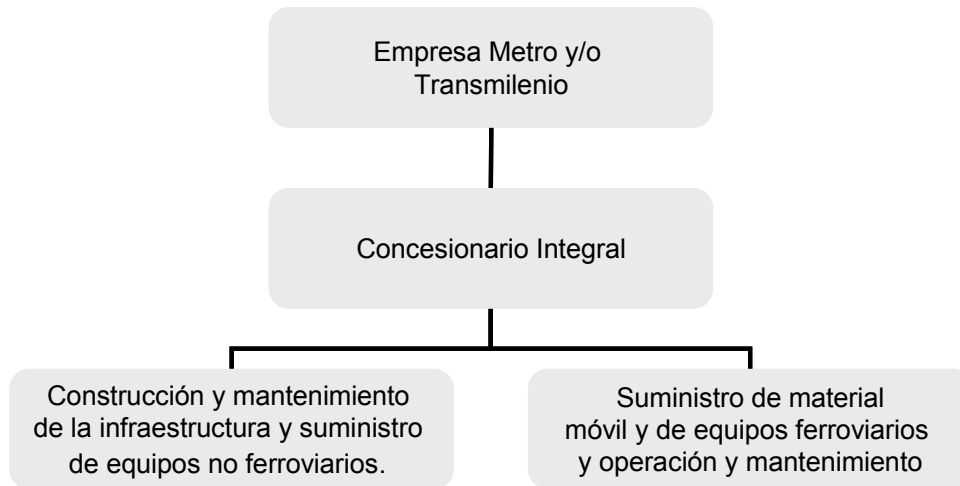 Empresa Metro y/o
Transmilenio
Concesionario Integral
Construcción y mantenimiento
de la infraestructura y suministro
de equipos no ferroviarios.
Suministro de material
móvil y de equipos ferroviarios
y operación y mantenimiento